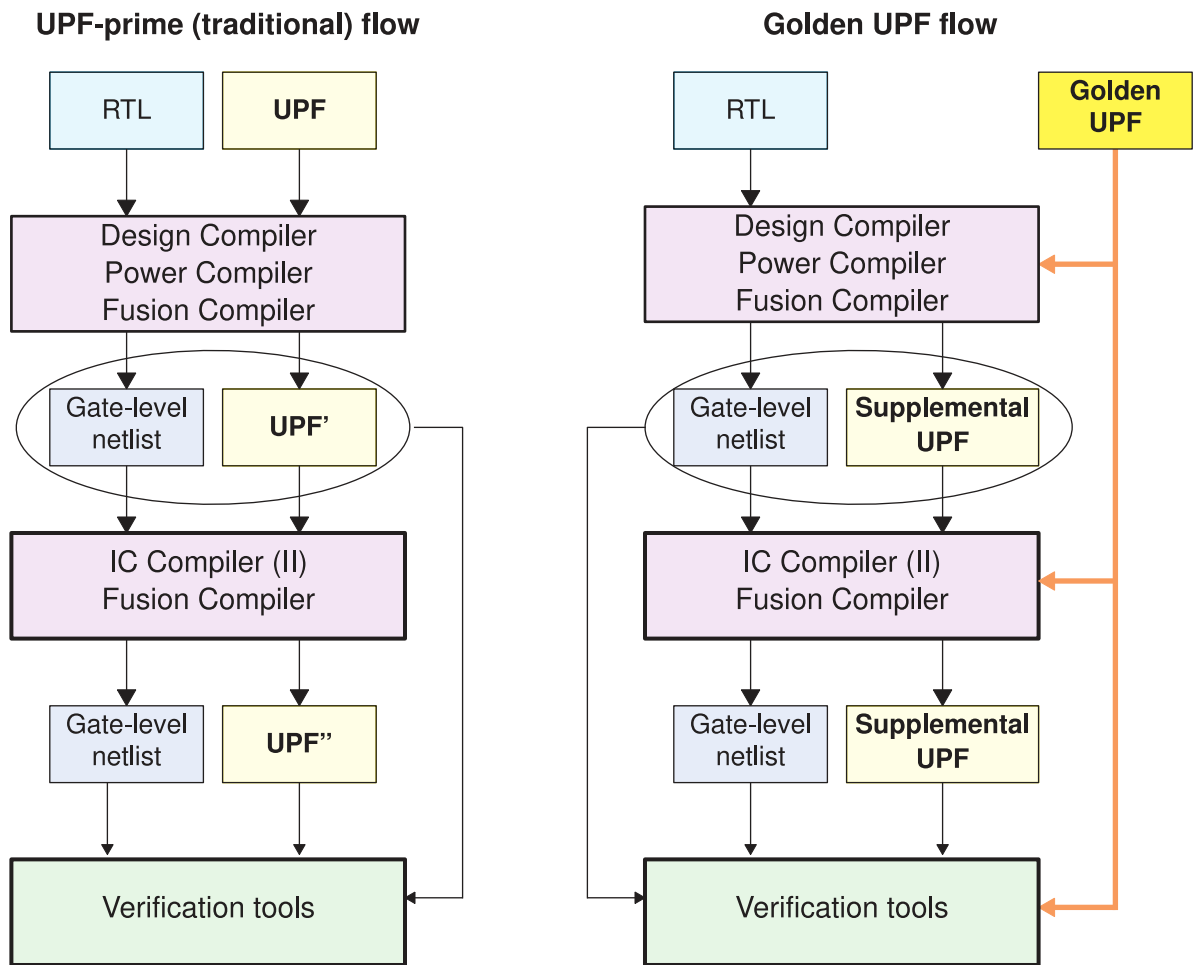 UPF-prime (traditional) flow
RTL
UPF
Design Compiler
Power Compiler
Fusion Compiler
Gate-level
netlist
UPF’
IC Compiler (II)
Fusion Compiler
Gate-level
netlist
UPF’’
Verification tools
Golden UPF flow
RTL
Golden
UPF
Design Compiler
Power Compiler
Fusion Compiler
Gate-level
netlist
Supplemental
UPF
IC Compiler (II)
Fusion Compiler
Gate-level
netlist
Supplemental
UPF
Verification tools